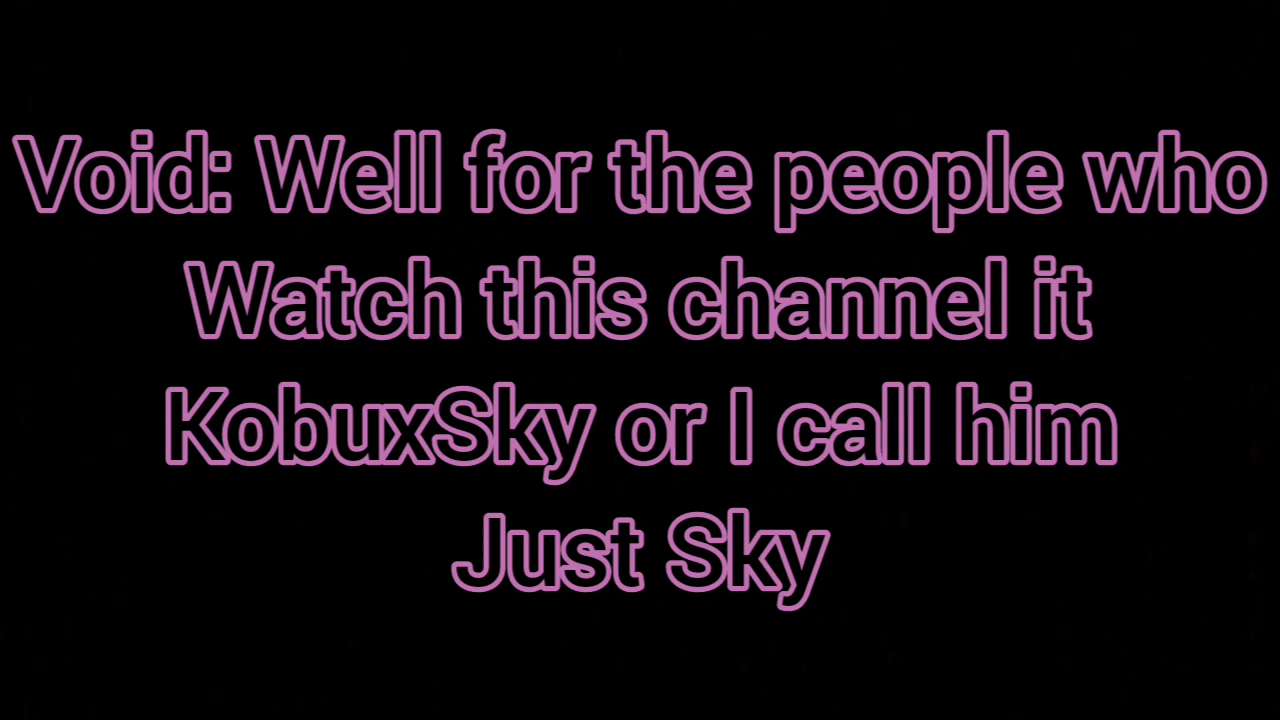 Void: Well for the people who
Watch this channel it
KobuxSky or I call him
Just Sky